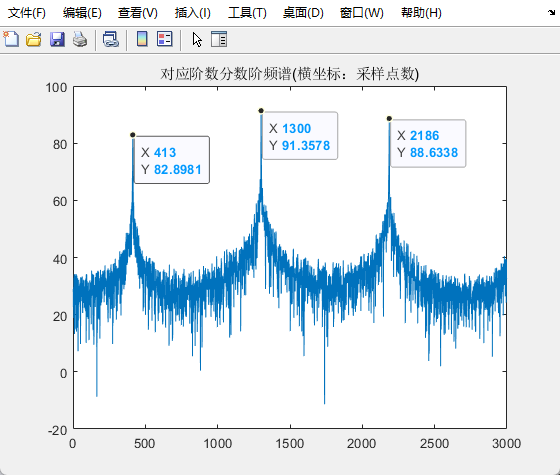 文件(F) 编辑(E) 查看(V) 插入(I) 工具(T) 桌面(D) 窗口(W) 帮助(H)
对应阶数分数阶频谱(横坐标：采样点数)
100
80
60
40
20
0
-20
X 413
Y 82.8981
X 1300
Y 91.3578
X 2186
Y 88.6338
0 500 1000 1500 2000 2500 3000